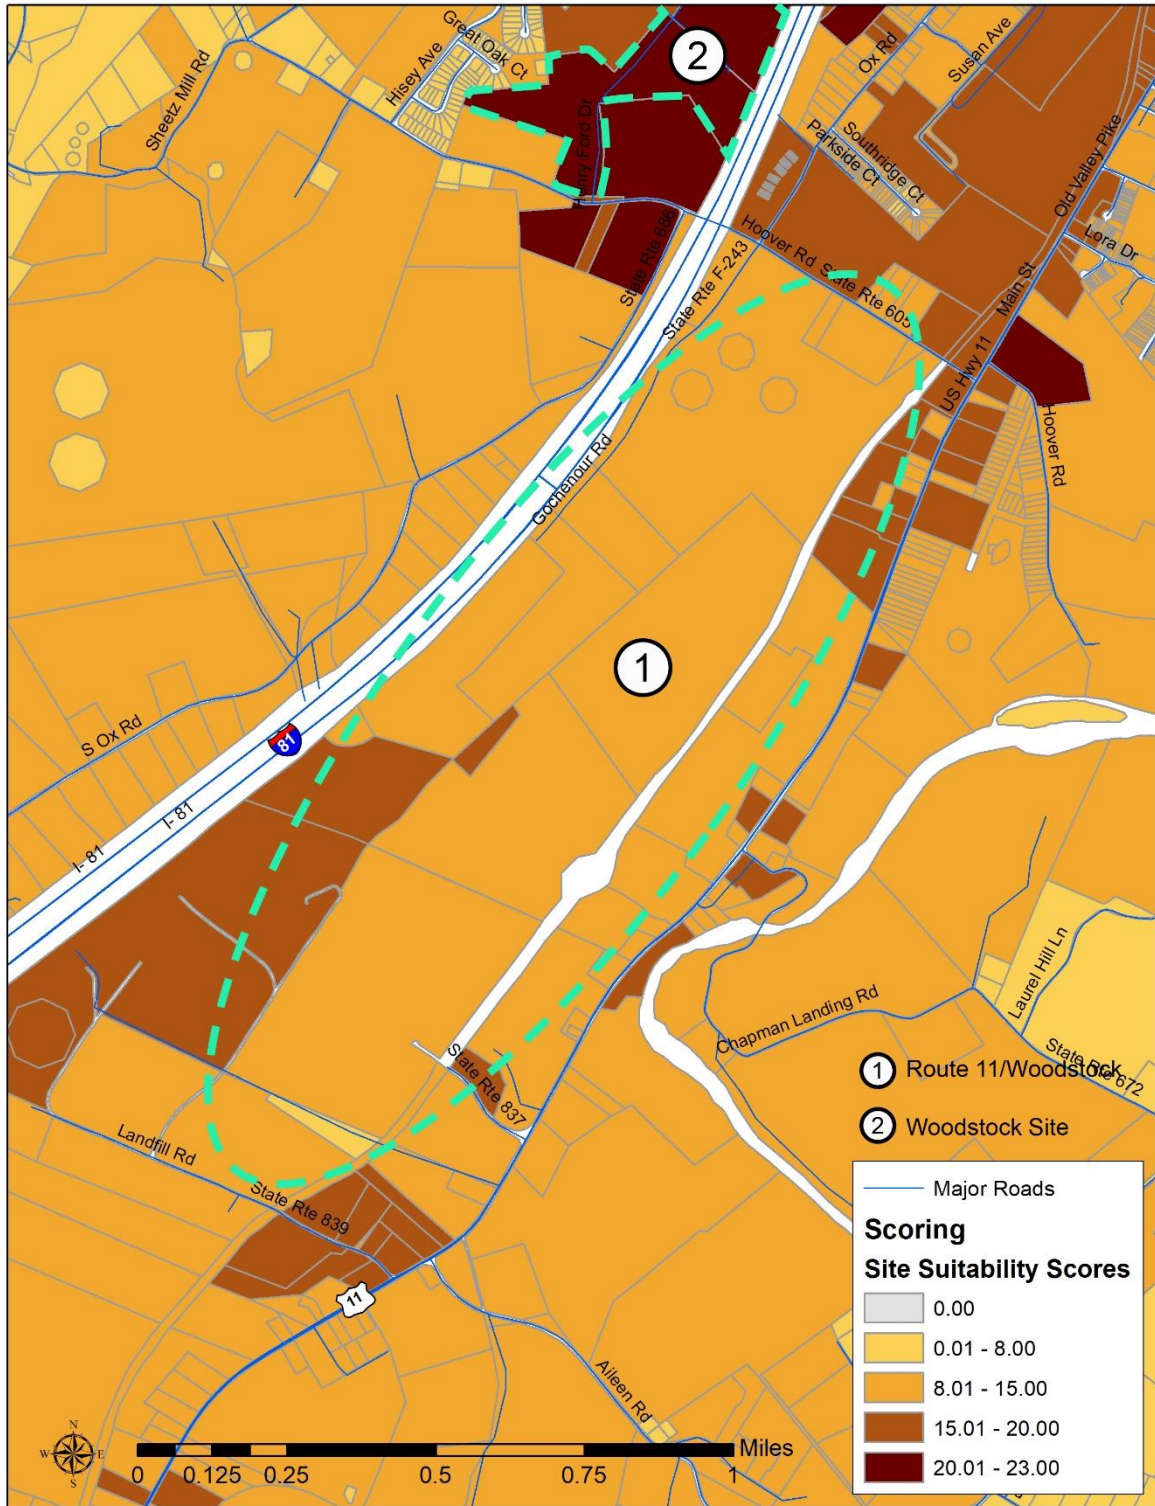 Great Oak Ct
Hisey Ave
Sheetz Mill Rd
2
Ox Rd
Susan Ave
Southridge Ct
Parkside Ct
Old Valley Pike
Henry Ford Dr
State Rte 686
Hoover Rd
State Rte 605
State Rte F-243
Lora Dr
Main St
US Hwy 11
Hoover Rd
Gochenour Rd
1
S Ox Rd
81
I- 81
I- 81
Laurel Hill Ln
Chapman Landing Rd
State Rte 672
State Rte 837
Landfill Rd
State Rte 839
11
Aileen Rd
1 Route 11/Woodstock
2 Woodstock Site
Major Roads
Scoring
Site Suitability Scores
0.00
0.01 - 8.00
8.01 - 15.00
15.01 - 20.00
20.01 - 23.00
N
W E
S
Miles
0 0.125 0.25 0.5 0.75 1